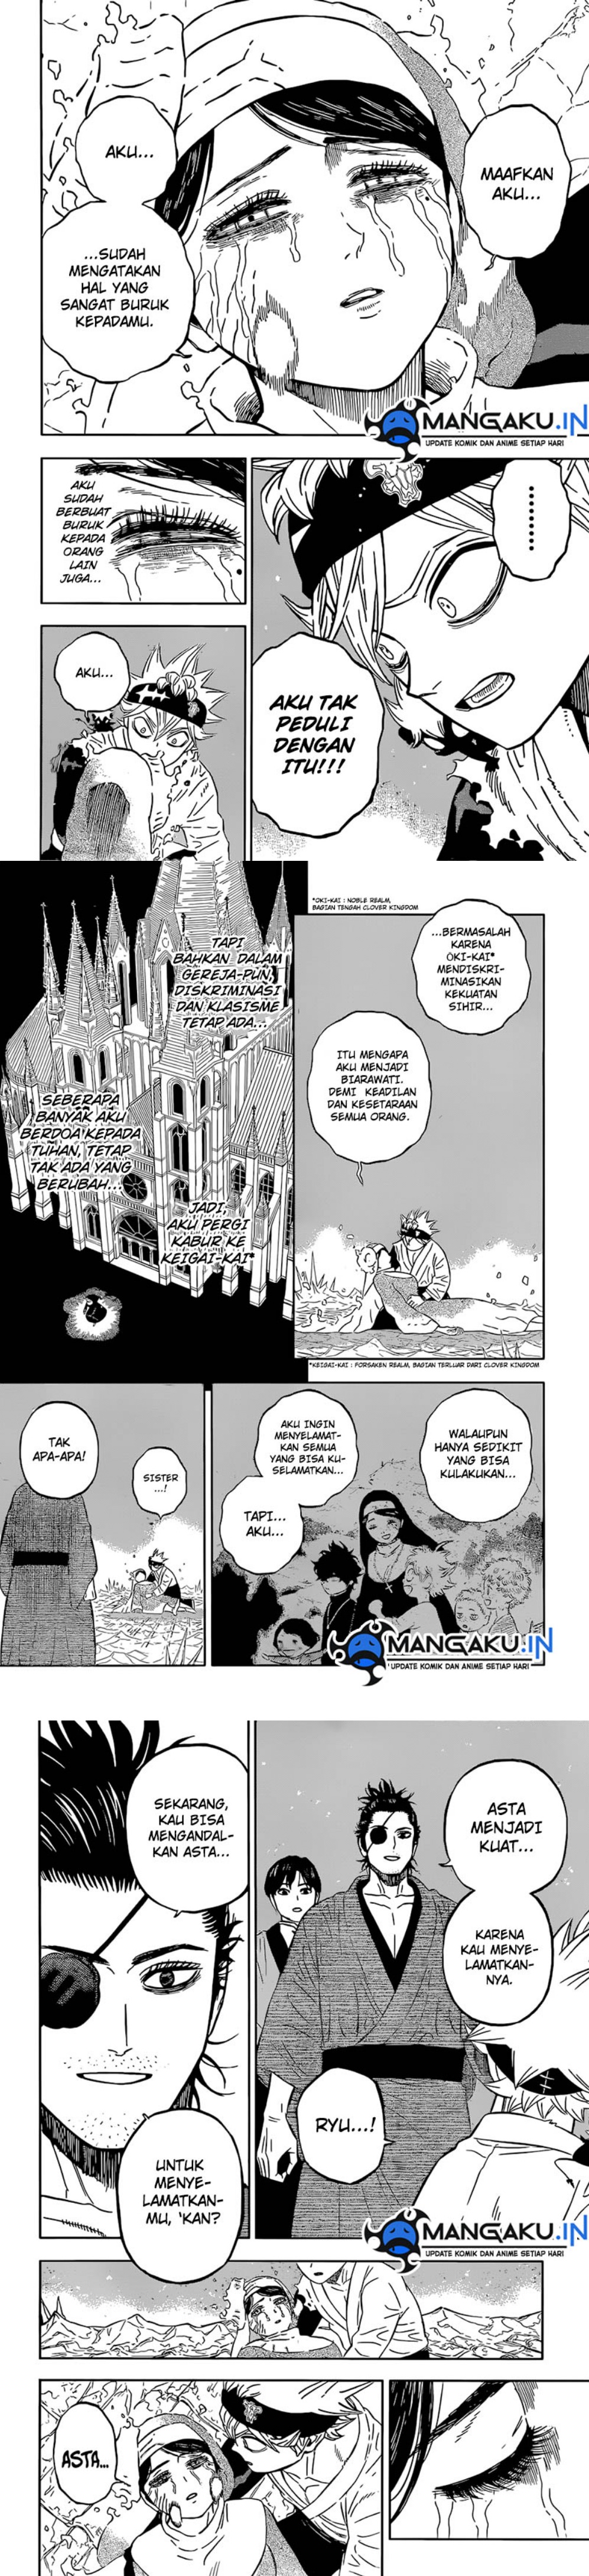 MAAFKAN
AKU...
AKU...
...SUDAH
MENGATAKAN
HAL YANG
SANGAT BURUK
KEPADAMU.
MANGAKU.IN
UPDATE KOMIK DAN ANIME SETIAP HARI
.........
AKU TAK
PEDULI
DENGAN
ITU!!!
AKU
SUDAH
BERBUAT
BURUK
KEPADA
ORANG
LAIN
JUGA...
AKU...
*OKI-KAI : NOBLE REALM,
BAGIAN TENGAH CLOVER KINGDOM
...BERMASALAH
KARENA
OKI-KAI*
MENDISKRI-
MINASIKAN
KEKUATAN
SIHIR...
ITU MENGAPA
AKU MENJADI
BIARAWATI.
DEMI KEADILAN
DAN KESETARAAN
SEMUA ORANG.
TAPI
BAHKAN DALAM
GEREJA-PUN,
DISKRIMINASI
DAN KLASISME
TETAP ADA...
SEBERAPA
BANYAK AKU
BERDOA KEPADA
TUHAN, TETAP
TAK ADA YANG
BERUBAH...
JADI,
AKU PERGI
KABUR KE
KEIGAI-KAI*
*KEIGAI-KAI : FORSAKEN REALM, BAGIAN TERLUAR DARI CLOVER KINGDOM
WALAUPUN
HANYA SEDIKIT
YANG BISA
KULAKUKAN...
AKU INGIN
MENYELAMAT-
KAN SEMUA
YANG BISA KU-
SELAMATKAN...
TAPI...
AKU...
SISTER
...!
TAK
APA-APA!
MANGAKU.IN
UPDATE KOMIK DAN ANIME SETIAP HARI
ASTA
MENJADI
KUAT...
KARENA
KAU MENYE-
LAMATKAN-
NYA.
RYU...!
SEKARANG,
KAU BISA
MENGANDAL-
KAN ASTA...
UNTUK
MENYE-
LAMATKAN-
MU, 'KAN?
MANGAKU.IN
UPDATE KOMIK DAN ANIME SETIAP HARI
ASTA...